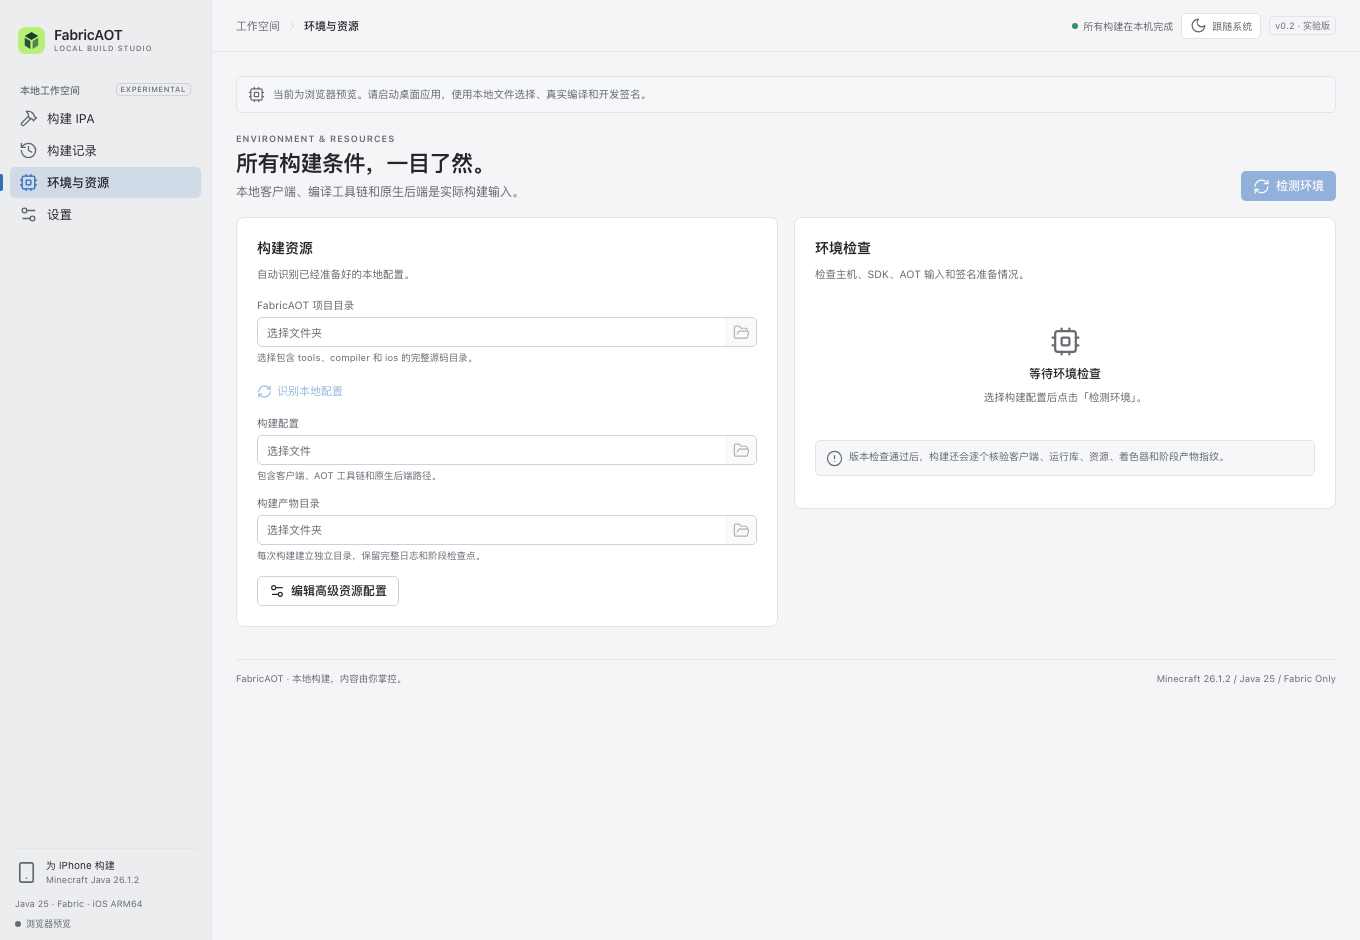 FabricAOT
LOCAL BUILD STUDIO
本地工作空间
EXPERIMENTAL
构建 IPA
构建记录
环境与资源
设置
为 iPhone 构建
Minecraft Java 26.1.2
Java 25 · Fabric · iOS ARM64
浏览器预览
工作空间
环境与资源
所有构建在本机完成
跟随系统
v0.2 · 实验版
当前为浏览器预览。请启动桌面应用，使用本地文件选择、真实编译和开发签名。
ENVIRONMENT & RESOURCES
所有构建条件，一目了然。
本地客户端、编译工具链和原生后端是实际构建输入。
检测环境
构建资源
自动识别已经准备好的本地配置。
FabricAOT 项目目录
选择文件夹
选择包含 tools、compiler 和 ios 的完整源码目录。
识别本地配置
构建配置
选择文件
包含客户端、AOT 工具链和原生后端路径。
构建产物目录
选择文件夹
每次构建建立独立目录，保留完整日志和阶段检查点。
编辑高级资源配置
环境检查
检查主机、SDK、AOT 输入和签名准备情况。
等待环境检查
选择构建配置后点击「检测环境」。
版本检查通过后，构建还会逐个核验客户端、运行库、资源、着色器和阶段产物指纹。
FabricAOT · 本地构建，内容由你掌控。
Minecraft 26.1.2 / Java 25 / Fabric Only